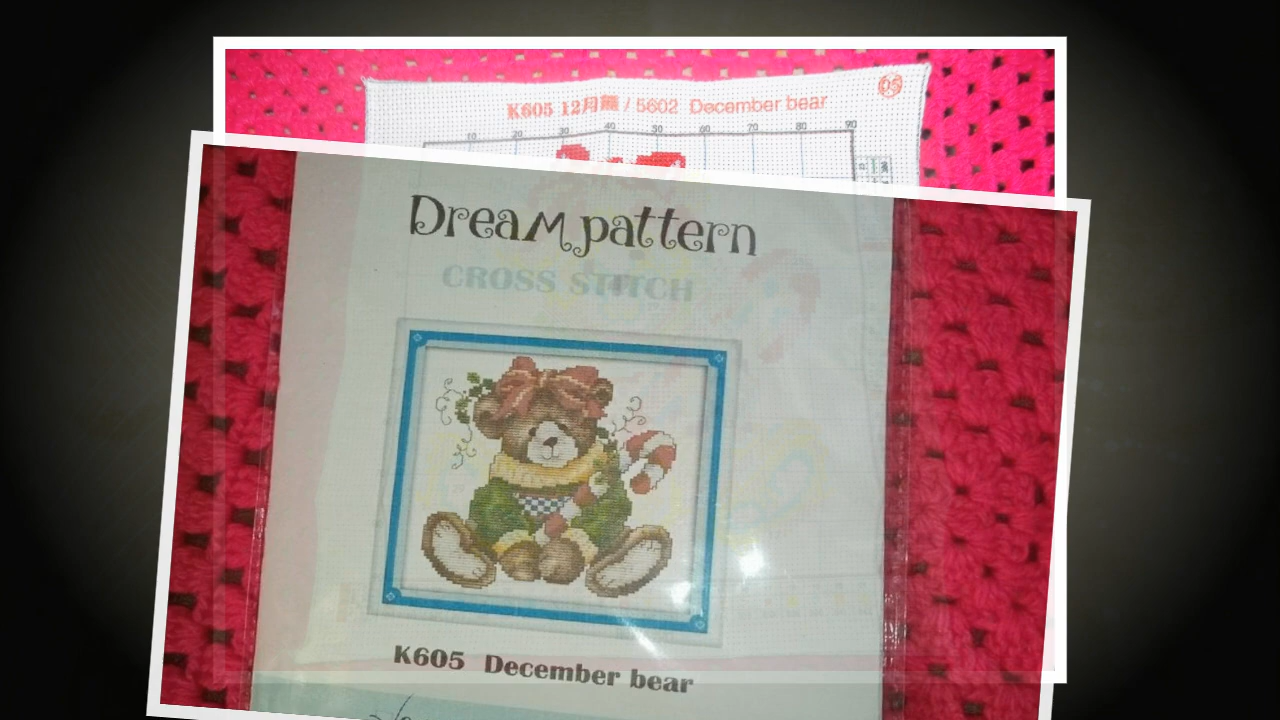 K605 12月熊 / 5602 December bear
05
10 20 30 40 50 60 70 80 90
Dream pattern
CROSS STITCH
K605 December bear